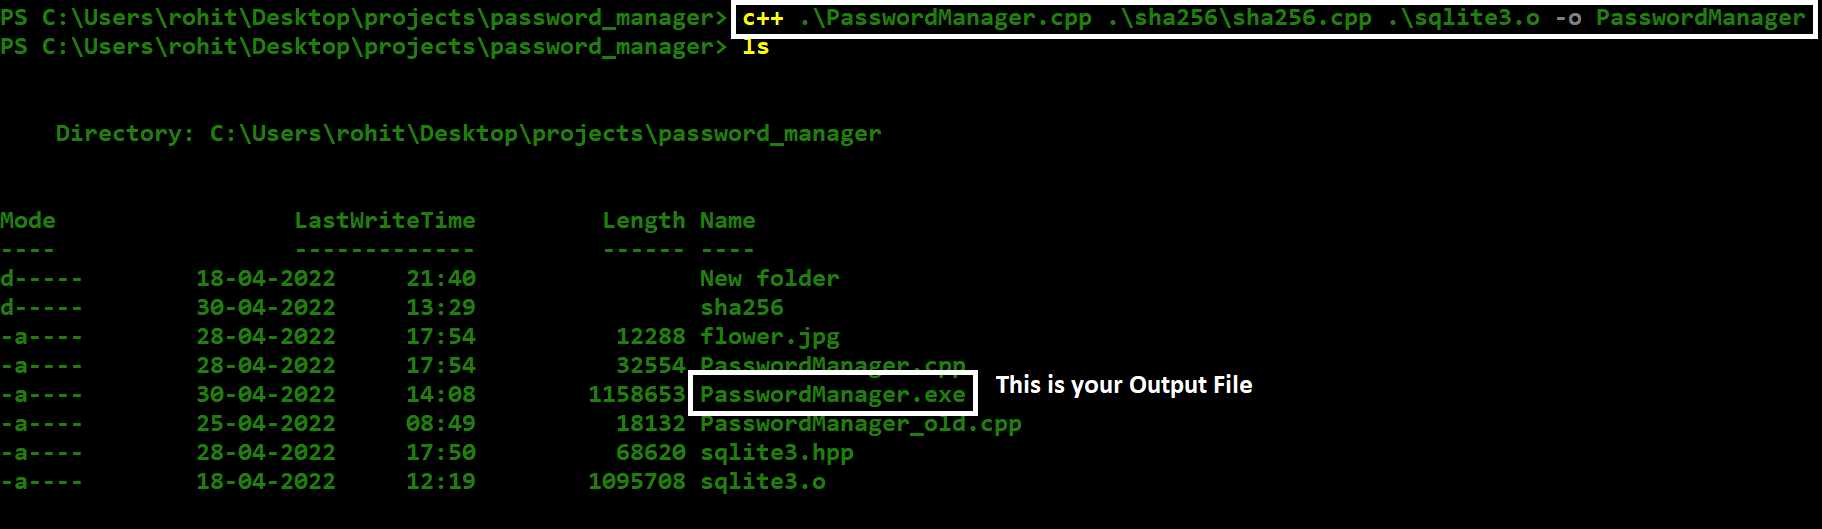 PS C:\Users\rohit\Desktop\projects\password_manager> c++ .\PasswordManager.cpp .\sha256\sha256.cpp .\sqlite3.o -o PasswordManager
PS C:\Users\rohit\Desktop\projects\password_manager> ls
Directory: C:\Users\rohit\Desktop\projects\password_manager
Mode LastWriteTime Length Name
---- ------------- ------ ----
d----- 18-04-2022 21:40 New folder
d----- 30-04-2022 13:29 sha256
-a---- 28-04-2022 17:54 12288 flower.jpg
-a---- 28-04-2022 17:54 32554 PasswordManager.cpp
-a---- 30-04-2022 14:08 1158653 PasswordManager.exe This is your Output File
-a---- 25-04-2022 08:49 18132 PasswordManager_old.cpp
-a---- 28-04-2022 17:50 68620 sqlite3.hpp
-a---- 18-04-2022 12:19 1095708 sqlite3.o